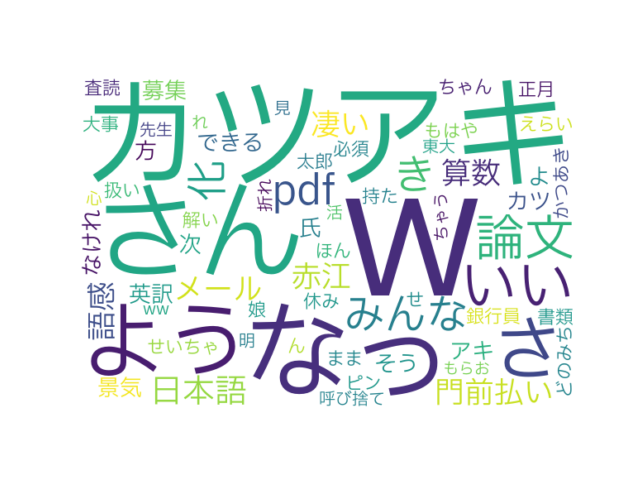 査読
募集
カツアキ
ちゃん
正月
見
大事
先生
れ
できる
凄い
もはや
えらい
方
太郎
必須
東大
心
扱い
化
折れ
pdf
持た
き
算数
よ
カツ
かつあき
さん
w
活
ちゃう
なけれ
解い
次
氏
ほん
論文
語感
英訳
メール
赤江
いい
ww
娘
休み
みんな
せ
銀行員
書類
ようなっ
さ
せいちゃ
明
ん
まま
そう
アキ
もらお
どのみち
景気
日本語
ピン
呼び捨て
門前払い